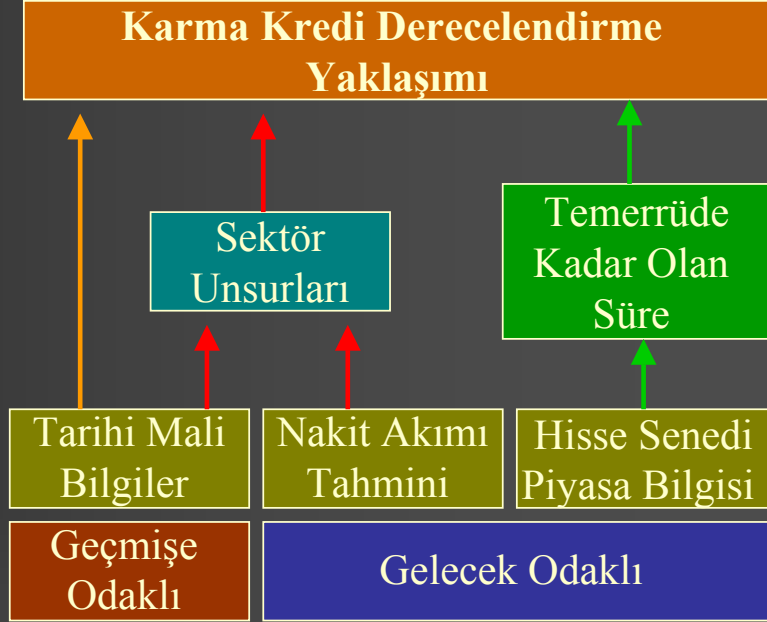 Karma Kredi Derecelendirme
Yaklaşımı
Sektör
Unsurları
Temerrüde
Kadar Olan
Süre
Tarihi Mali
Bilgiler
Nakit Akımı
Tahmini
Hisse Senedi
Piyasa Bilgisi
Geçmişe
Odaklı
Gelecek Odaklı